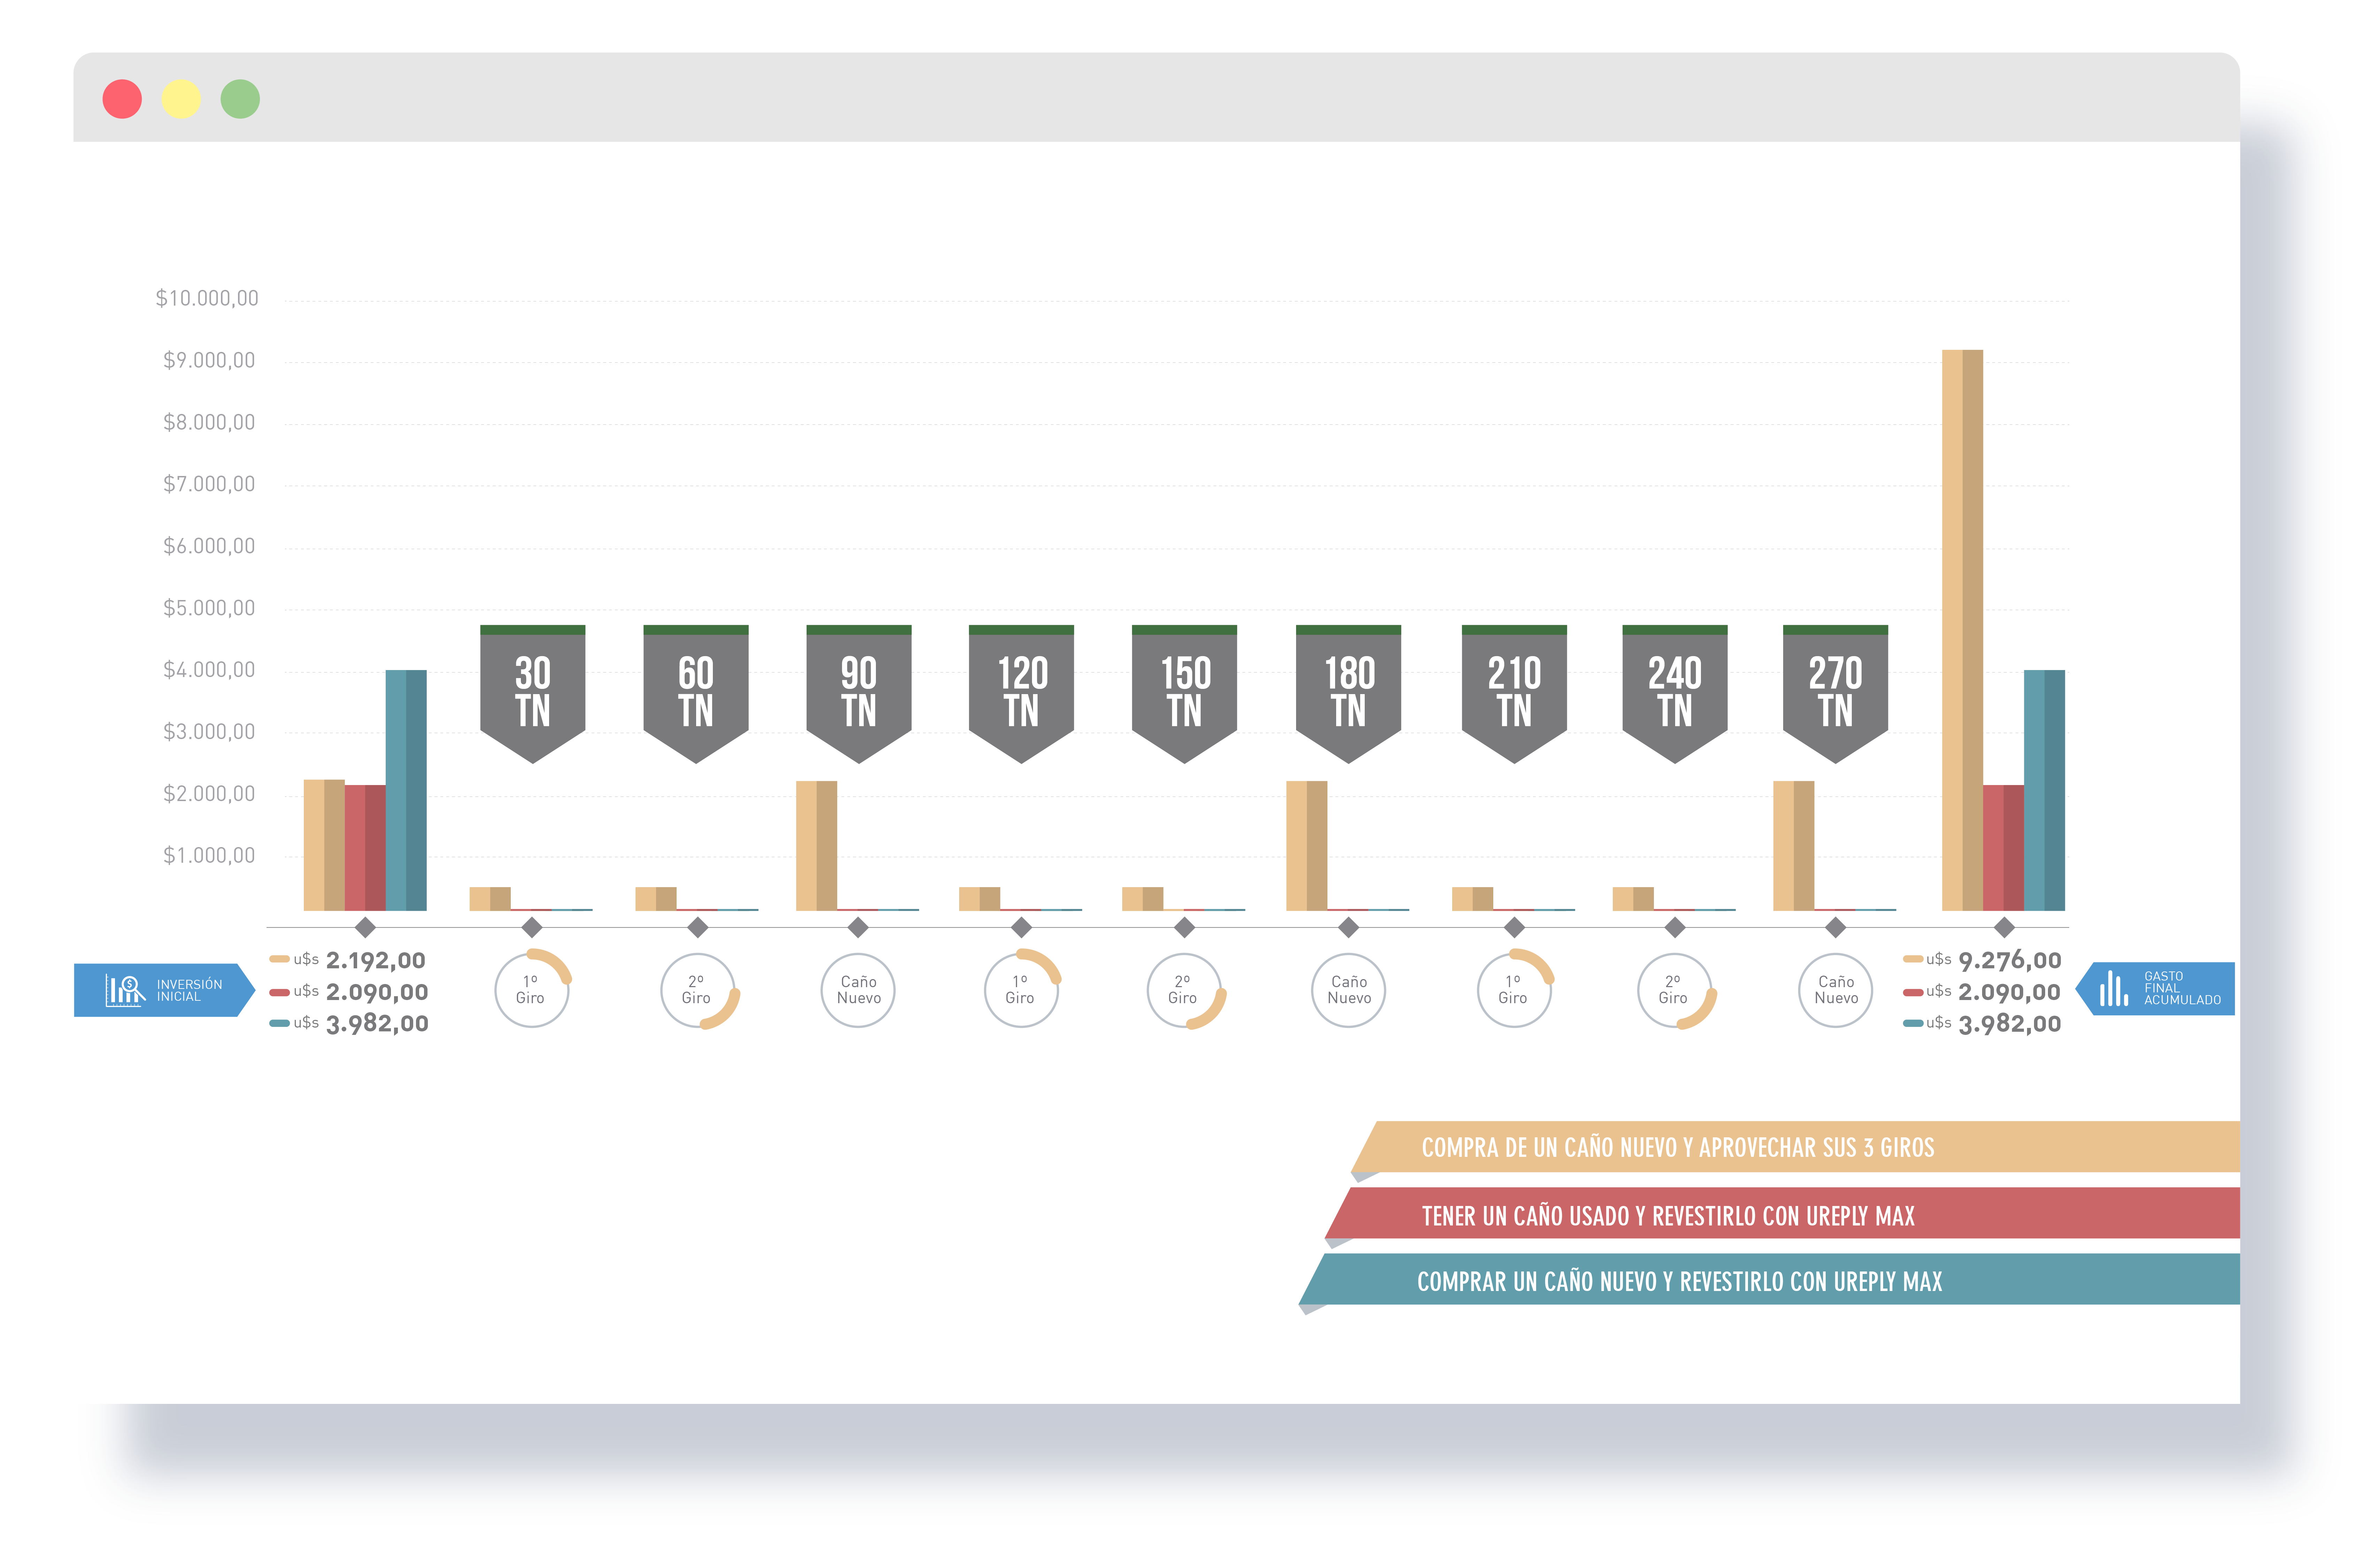 $10.000,00
$9.000,00
$8.000,00
$7.000,00
$6.000,00
$5.000,00
$4.000,00
$3.000,00
$2.000,00
$1.000,00
30
TN
60
TN
90
TN
120
TN
150
TN
180
TN
210
TN
240
TN
270
TN
INVERSIÓN
INICIAL
u$s 2.192,00
u$s 2.090,00
u$s 3.982,00
1º
Giro
2º
Giro
Caño
Nuevo
1º
Giro
2º
Giro
Caño
Nuevo
1º
Giro
2º
Giro
Caño
Nuevo
u$s 9.276,00
u$s 2.090,00
u$s 3.982,00
GASTO
FINAL
ACUMULADO
COMPRA DE UN CAÑO NUEVO Y APROVECHAR SUS 3 GIROS
TENER UN CAÑO USADO Y REVESTIRLO CON UREPLY MAX
COMPRAR UN CAÑO NUEVO Y REVESTIRLO CON UREPLY MAX